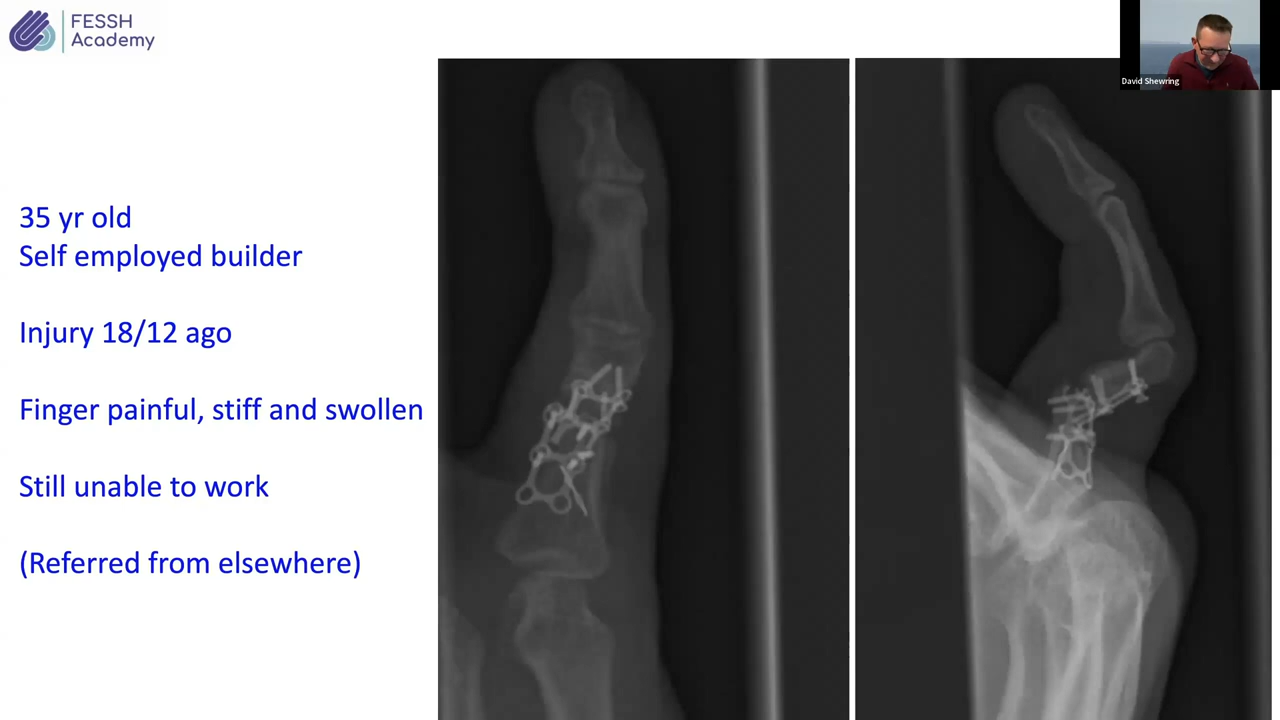 FESSH
Academy
David Shewring
35 yr old
Self employed builder
Injury 18/12 ago
Finger painful, stiff and swollen
Still unable to work
(Referred from elsewhere)